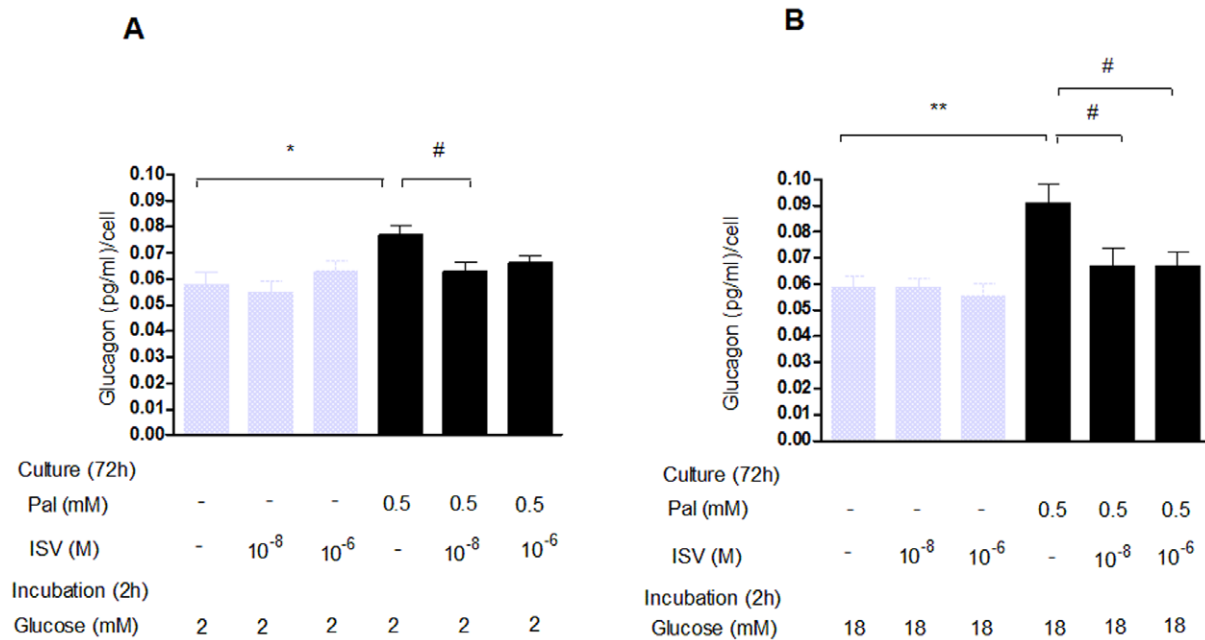 A
* #
Glucagon (pg/ml)/cell
0.10
0.09
0.08
0.07
0.06
0.05
0.04
0.03
0.02
0.01
0.00
Culture (72h)
Pal (mM) - - - 0.5 0.5 0.5
ISV (M) - 10⁻⁸ 10⁻⁶ - 10⁻⁸ 10⁻⁶
Incubation (2h)
Glucose (mM) 2 2 2 2 2 2
B
#
** #
Glucagon (pg/ml)/cell
0.10
0.09
0.08
0.07
0.06
0.05
0.04
0.03
0.02
0.01
0.00
Culture (72h)
Pal (mM) - - - 0.5 0.5 0.5
ISV (M) - 10⁻⁸ 10⁻⁶ - 10⁻⁸ 10⁻⁶
Incubation (2h)
Glucose (mM) 18 18 18 18 18 18